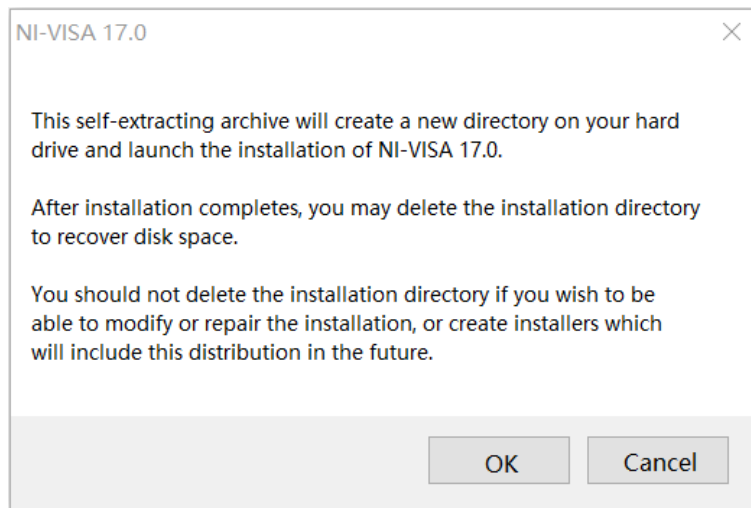 NI-VISA 17.0
This self-extracting archive will create a new directory on your hard
drive and launch the installation of NI-VISA 17.0.
After installation completes, you may delete the installation directory
to recover disk space.
You should not delete the installation directory if you wish to be
able to modify or repair the installation, or create installers which
will include this distribution in the future.
OK
Cancel